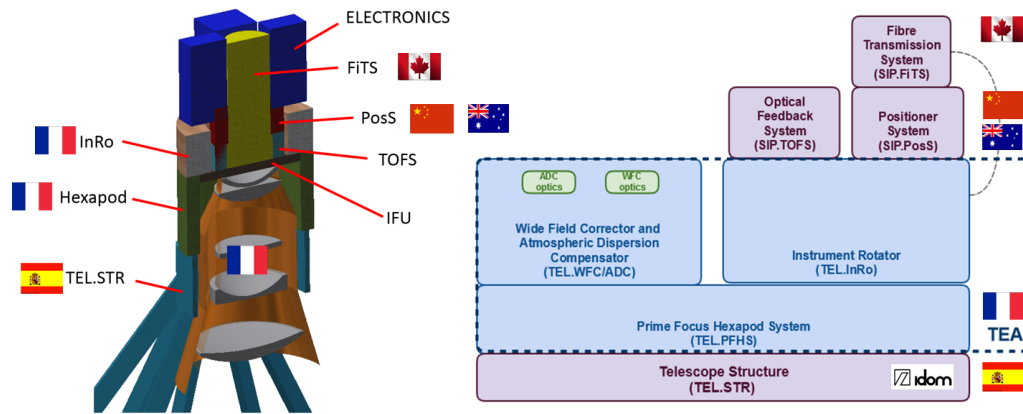 ELECTRONICS
FiTS
PosS
InRo
TOFS
Hexapod
IFU
TEL.STR
Fibre
Transmission
System
(SIP.FiTS)
Optical
Feedback
System
(SIP.TOFS)
Positioner
System
(SIP.PosS)
ADC
optics
WFC
optics
Wide Field Corrector and
Atmospheric Dispersion
Compensator
(TEL.WFC/ADC)
Instrument Rotator
(TEL.InRo)
Prime Focus Hexapod System
(TEL.PFHS)
TEA
Telescope Structure
(TEL.STR)
idom